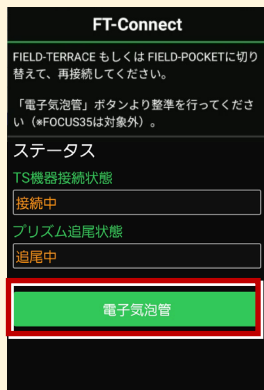 FT-Connect
FIELD-TERRACE もしくは FIELD-POCKETに切り
替えて、再接続してください。
「電子気泡管」ボタンより整準を行ってくださ
い（※FOCUS35は対象外）。
ステータス
TS機器接続状態
接続中
プリズム追尾状態
追尾中
電子気泡管